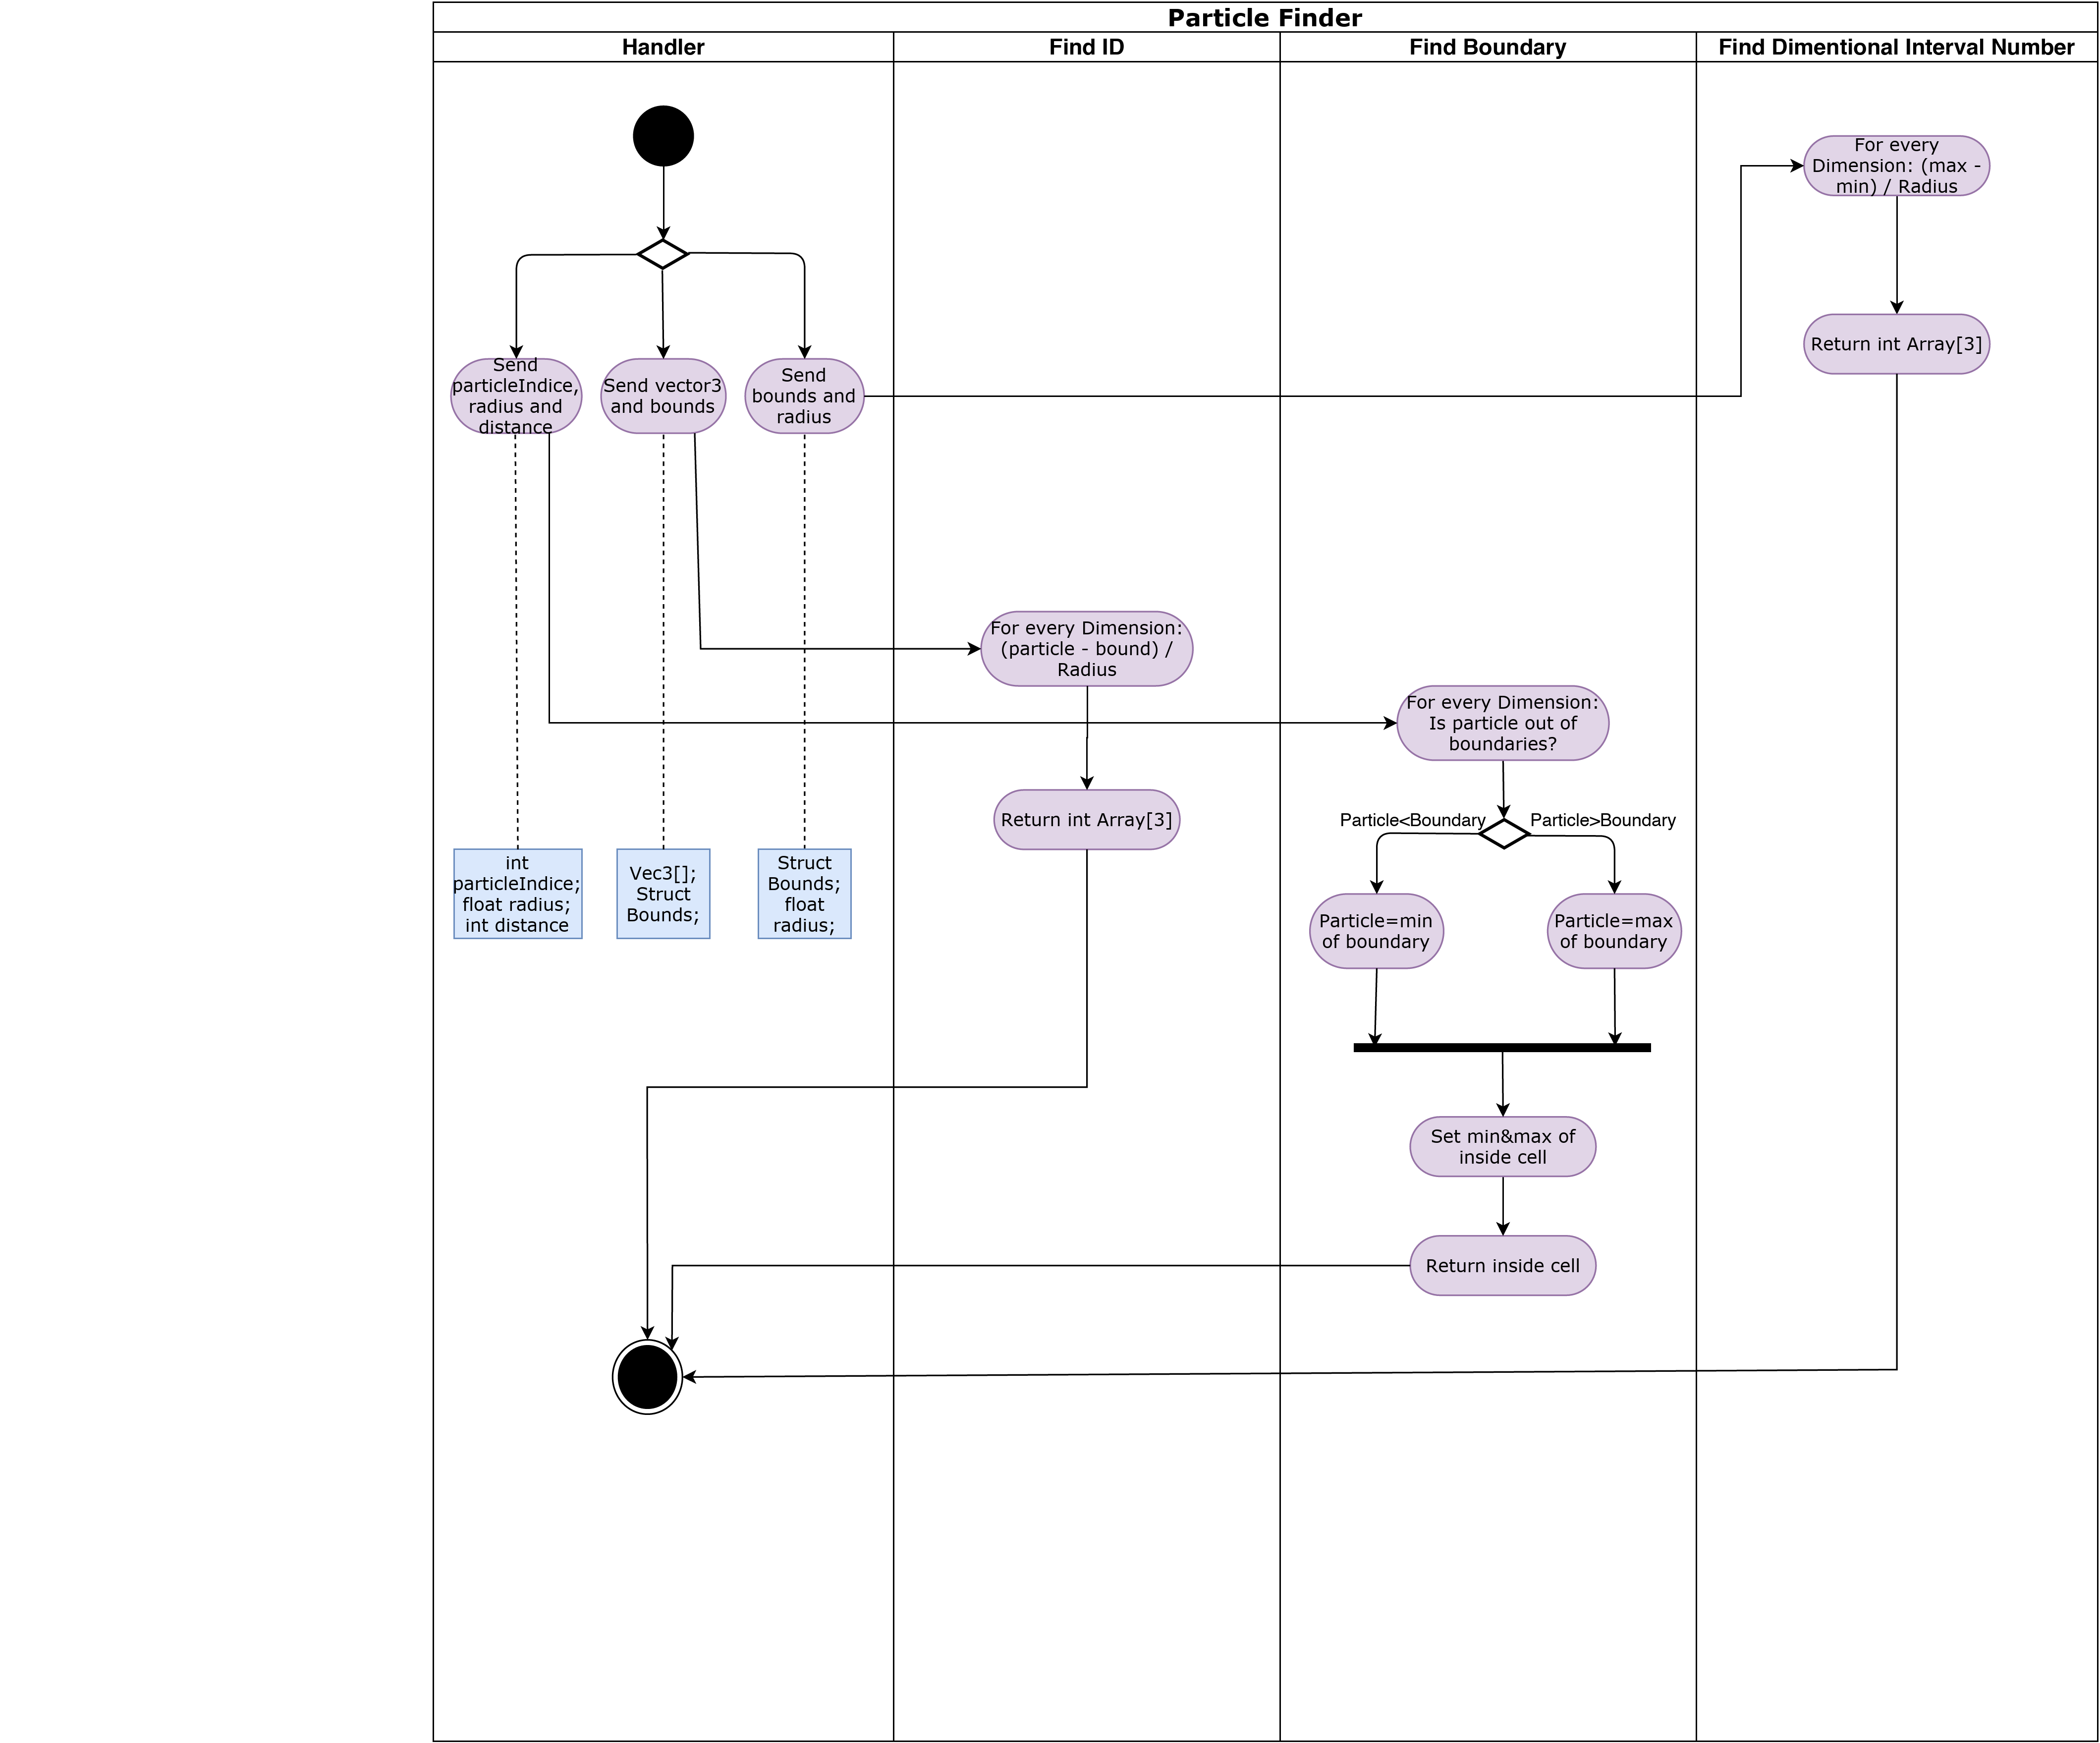 Particle Finder
Handler
Find ID
Find Boundary
Find Dimentional Interval Number
For every
Dimension: (max -
min) / Radius
Return int Array[3]
Send
particleIndice,
radius and
distance
Send vector3
and bounds
Send
bounds and
radius
For every Dimension:
(particle - bound) /
Radius
For every Dimension:
Is particle out of
boundaries?
Return int Array[3]
Particle<Boundary
Particle>Boundary
int
particleIndice;
float radius;
int distance
Vec3[];
Struct
Bounds;
Struct
Bounds;
float
radius;
Particle=min
of boundary
Particle=max
of boundary
Set min&max of
inside cell
Return inside cell